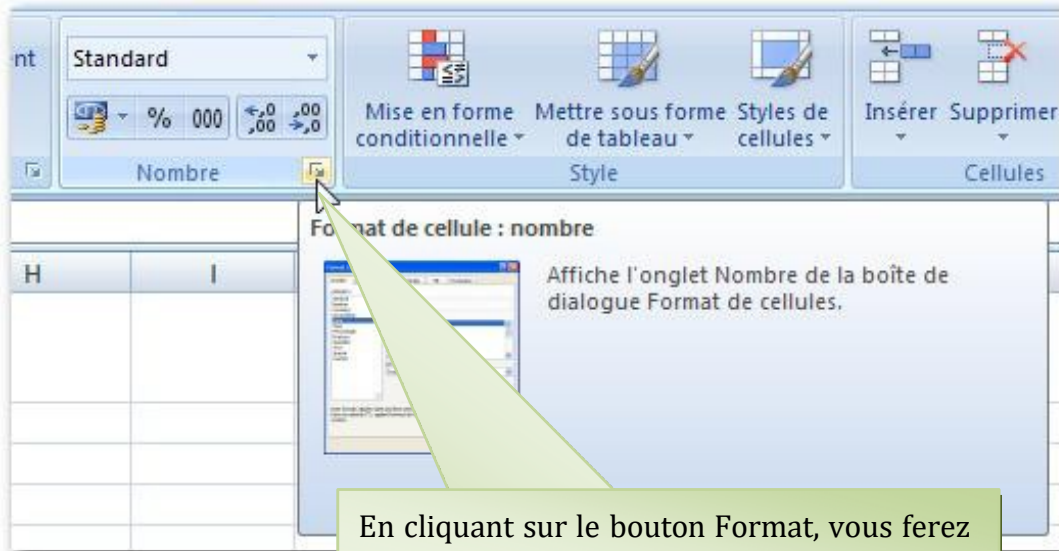 nt
Standard
% 000
,00 ,0
Mise en forme conditionnelle
Mettre sous forme de tableau
Styles de cellules
Insérer
Supprimer
Nombre
Style
Cellules
Format de cellule : nombre
H
I
Affiche l'onglet Nombre de la boîte de
dialogue Format de cellules.
En cliquant sur le bouton Format, vous ferez